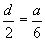 d/2 = a/6